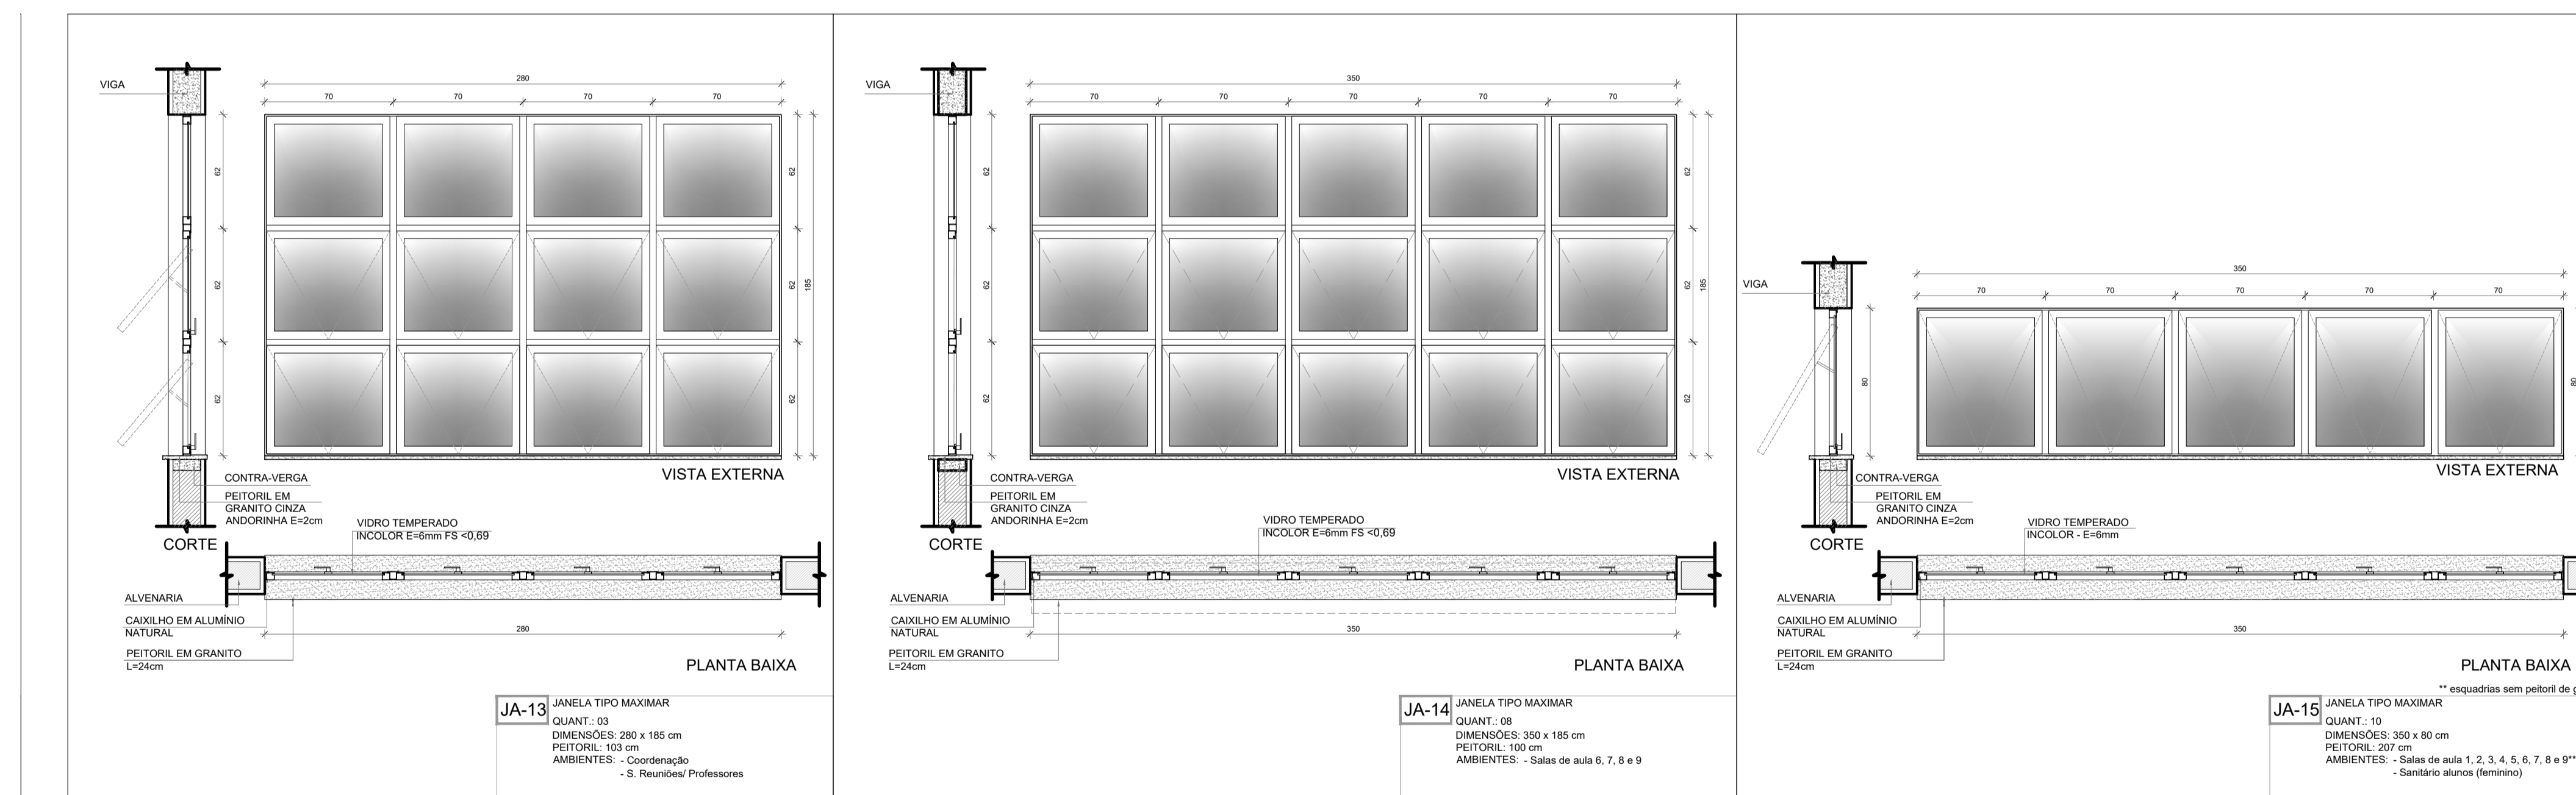 VIGA
280
70 70 70 70
62
62
62
62
62
62
185
VISTA EXTERNA
CONTRA-VERGA
PEITORIL EM
GRANITO CINZA
ANDORINHA E=2cm
CORTE
VIDRO TEMPERADO
INCOLOR E=6mm FS <0,69
ALVENARIA
CAIXILHO EM ALUMÍNIO
NATURAL
280
PEITORIL EM GRANITO
L=24cm
PLANTA BAIXA
JA-13
JANELA TIPO MAXIMAR
QUANT.: 03
DIMENSÕES: 280 x 185 cm
PEITORIL: 103 cm
AMBIENTES: - Coordenação
- S. Reuniões/ Professores
VIGA
350
70 70 70 70 70
62
62
62
62
62
62
185
VISTA EXTERNA
CONTRA-VERGA
PEITORIL EM
GRANITO CINZA
ANDORINHA E=2cm
CORTE
VIDRO TEMPERADO
INCOLOR E=6mm FS <0,69
ALVENARIA
CAIXILHO EM ALUMÍNIO
NATURAL
350
PEITORIL EM GRANITO
L=24cm
PLANTA BAIXA
JA-14
JANELA TIPO MAXIMAR
QUANT.: 08
DIMENSÕES: 350 x 185 cm
PEITORIL: 100 cm
AMBIENTES: - Salas de aula 6, 7, 8 e 9
VIGA
350
70 70 70 70 70
80
80
VISTA EXTERNA
CONTRA-VERGA
PEITORIL EM
GRANITO CINZA
ANDORINHA E=2cm
CORTE
VIDRO TEMPERADO
INCOLOR - E=6mm
ALVENARIA
CAIXILHO EM ALUMÍNIO
NATURAL
350
PEITORIL EM GRANITO
L=24cm
PLANTA BAIXA
** esquadrias sem peitoril de
JA-15
JANELA TIPO MAXIMAR
QUANT.: 10
DIMENSÕES: 350 x 80 cm
PEITORIL: 207 cm
AMBIENTES: - Salas de aula 1, 2, 3, 4, 5, 6, 7, 8 e 9**
- Sanitário alunos (feminino)